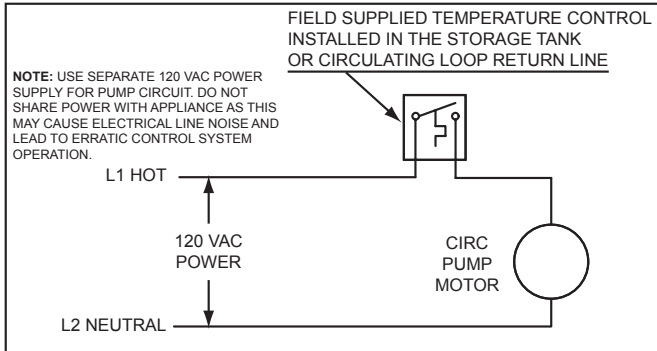 FIELD SUPPLIED TEMPERATURE CONTROL
INSTALLED IN THE STORAGE TANK
OR CIRCULATING LOOP RETURN LINE
NOTE: USE SEPARATE 120 VAC POWER
SUPPLY FOR PUMP CIRCUIT. DO NOT
SHARE POWER WITH APPLIANCE AS THIS
MAY CAUSE ELECTRICAL LINE NOISE AND
LEAD TO ERRATIC CONTROL SYSTEM
OPERATION.
L1 HOT
120 VAC
POWER
CIRC
PUMP
MOTOR
L2 NEUTRAL